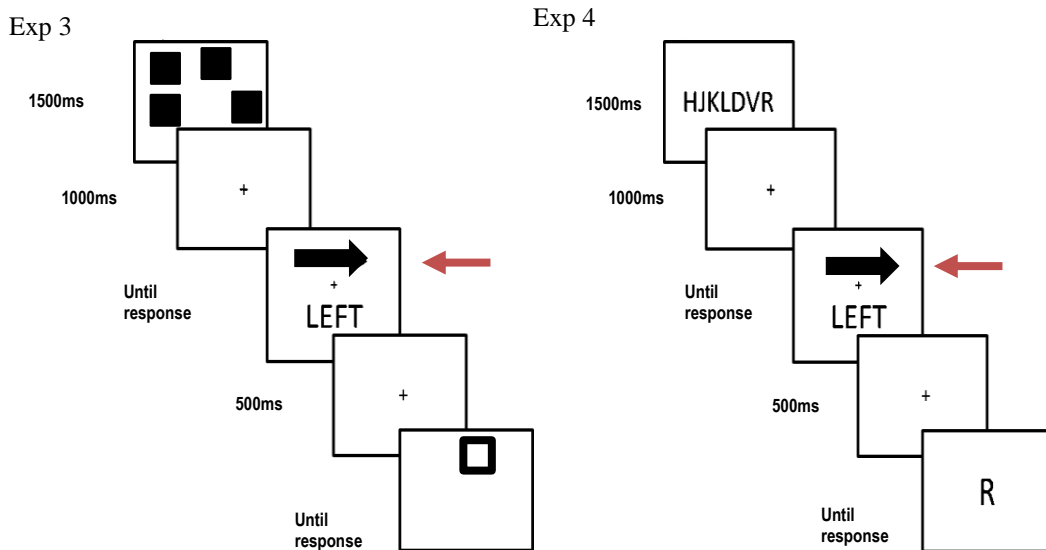 Exp 3
1500ms
1000ms
LEFT
Until
response
500ms
Until
response
Exp 4
1500ms
HJKLDVR
1000ms
LEFT
Until
response
500ms
R
Until
response